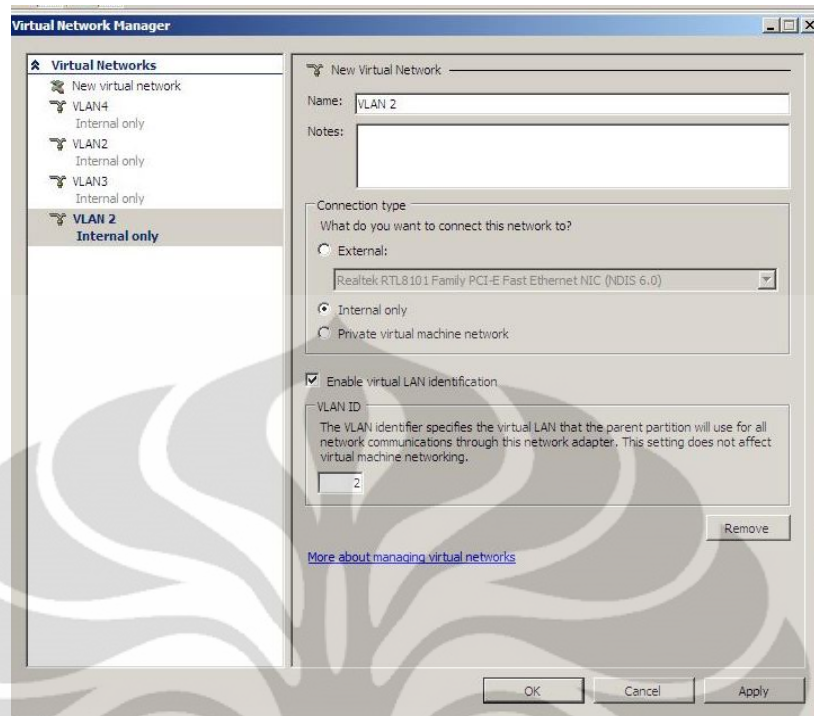 Virtual Network Manager
Virtual Networks
New virtual network
VLAN4
Internal only
VLAN2
Internal only
VLAN3
Internal only
VLAN 2
Internal only
New Virtual Network
Name: VLAN 2
Notes:
Connection type
What do you want to connect this network to?
External:
Realtek RTL8101 Family PCI-E Fast Ethernet NIC (NDIS 6.0)
Internal only
Private virtual machine network
Enable virtual LAN identification
VLAN ID
The VLAN identifier specifies the virtual LAN that the parent partition will use for all
network communications through this network adapter. This setting does not affect
virtual machine networking.
2
Remove
More about managing virtual networks
OK Cancel Apply